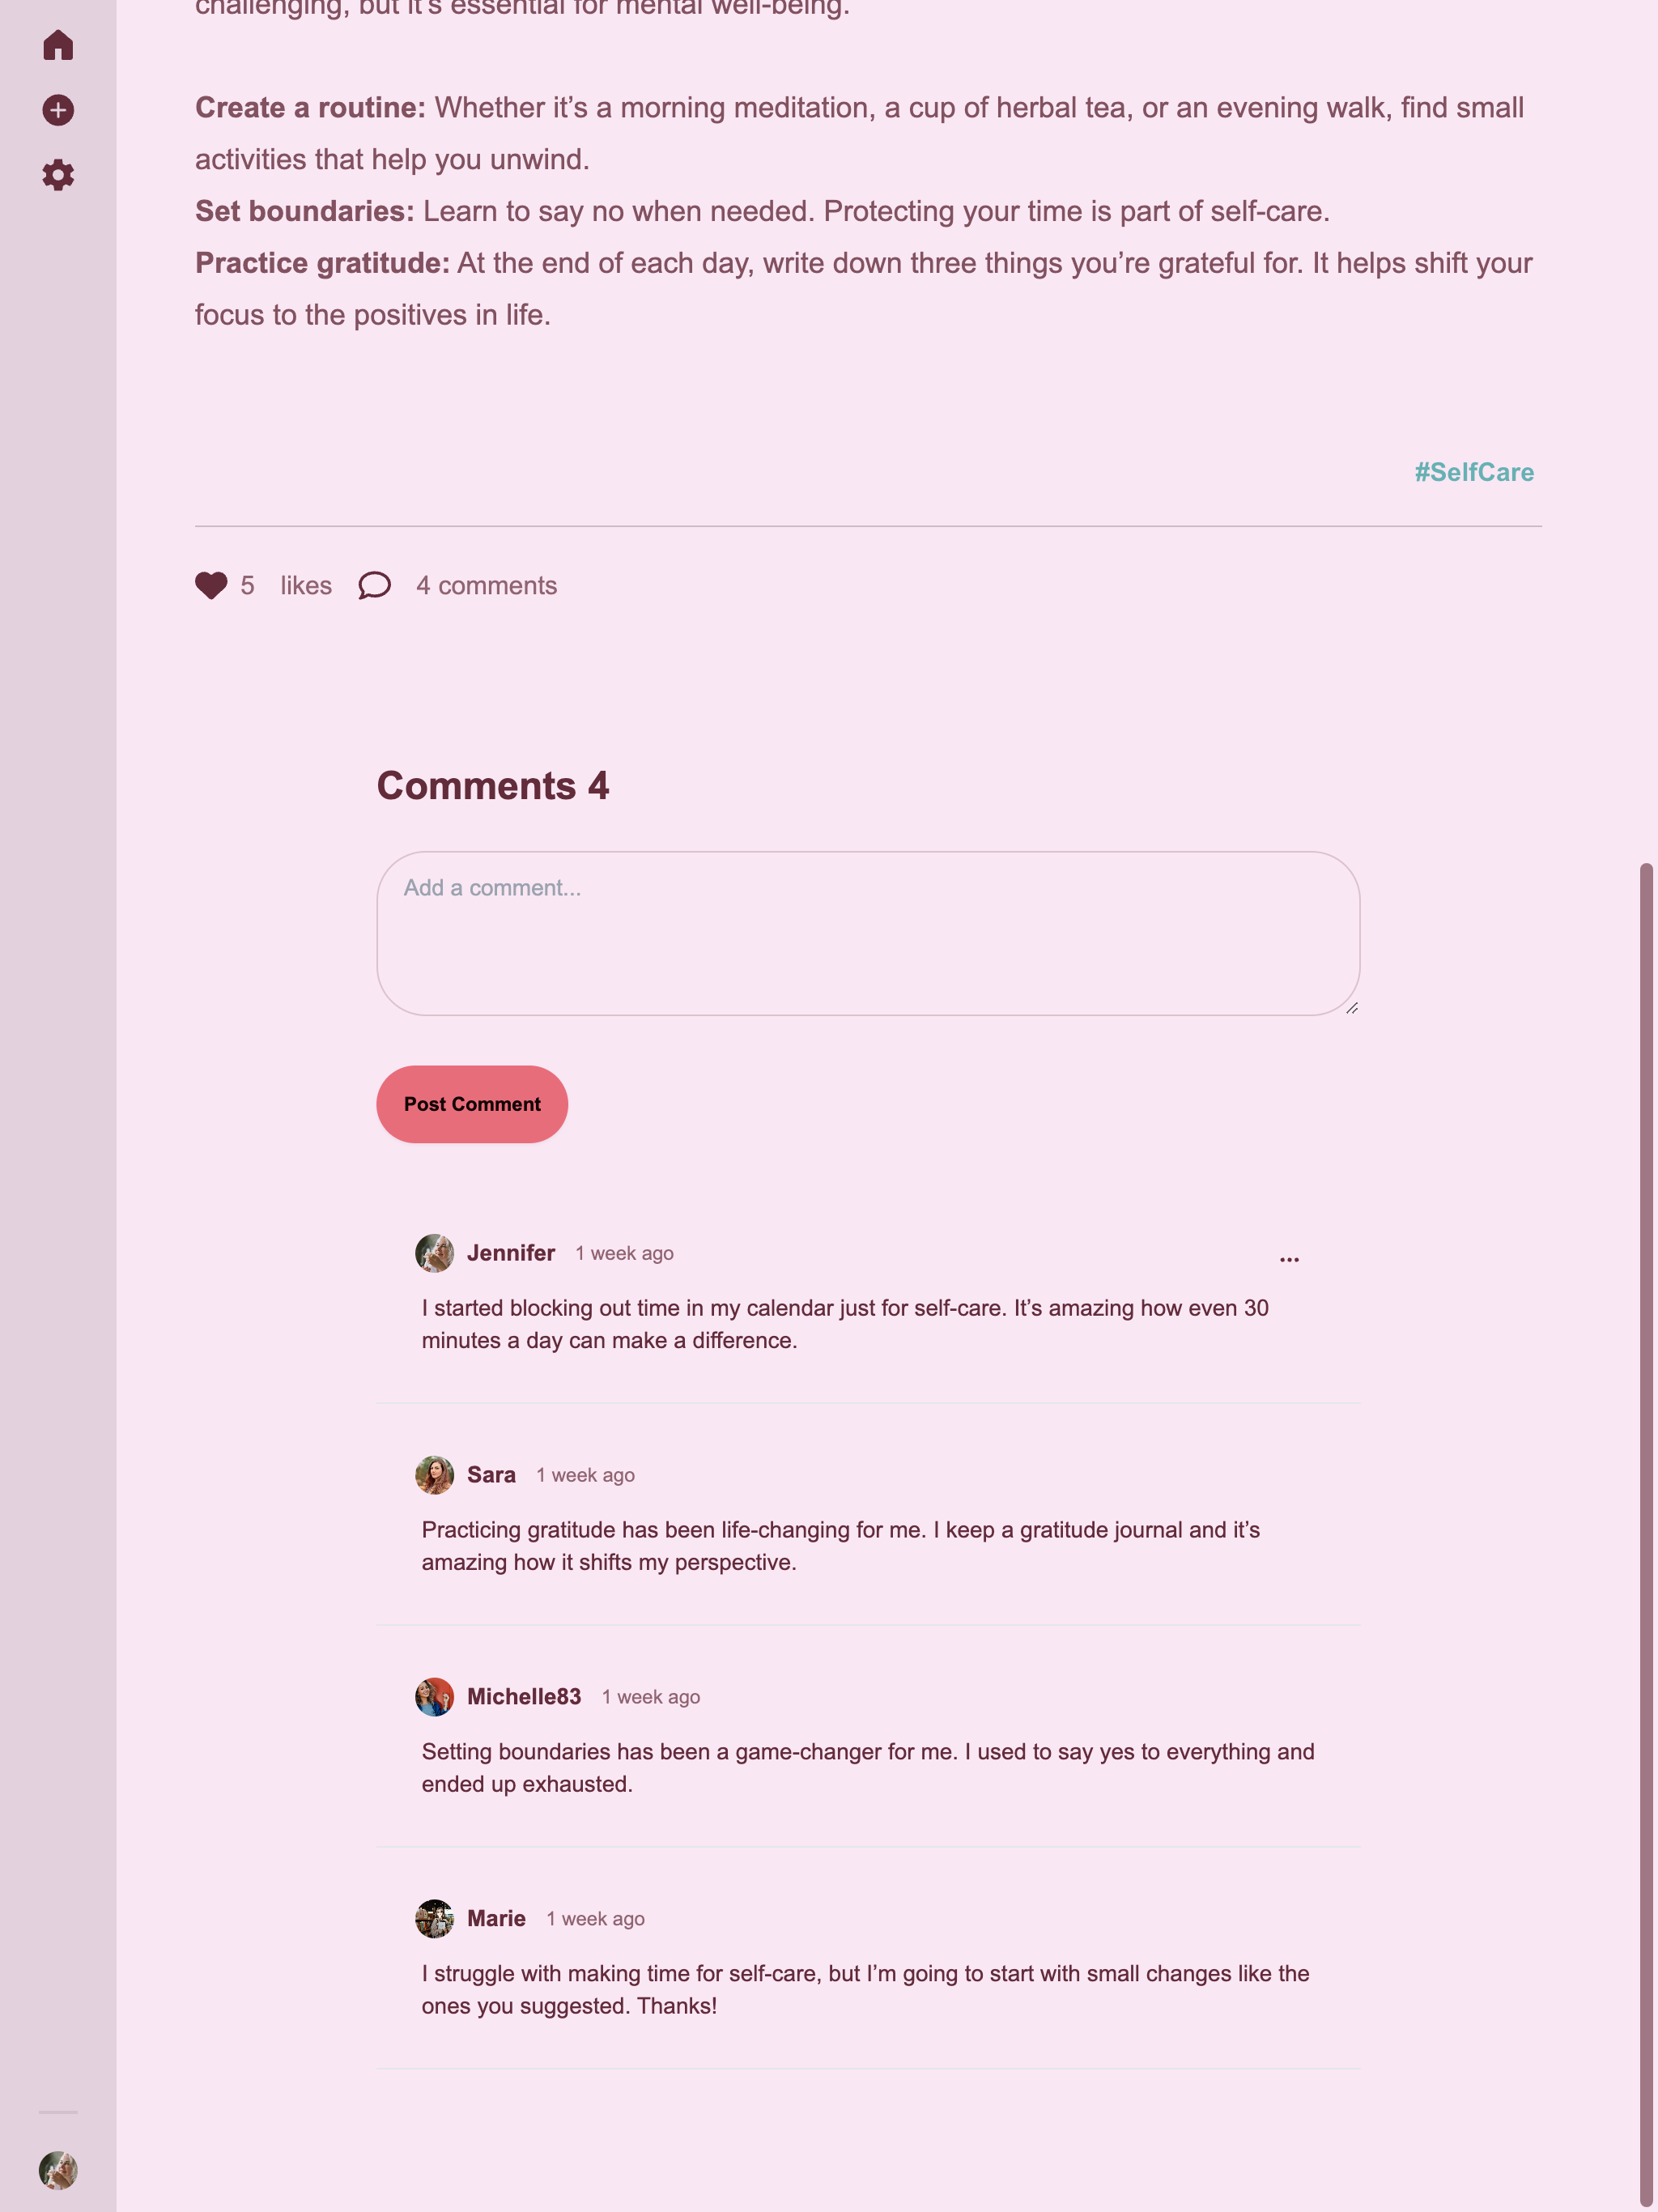 challenging, but it's essential for mental well-being.
Create a routine: Whether it’s a morning meditation, a cup of herbal tea, or an evening walk, find small
activities that help you unwind.
Set boundaries: Learn to say no when needed. Protecting your time is part of self-care.
Practice gratitude: At the end of each day, write down three things you’re grateful for. It helps shift your
focus to the positives in life.
#SelfCare
5 likes 4 comments
Comments 4
Add a comment...
Post Comment
Jennifer 1 week ago
...
I started blocking out time in my calendar just for self-care. It’s amazing how even 30
minutes a day can make a difference.
Sara 1 week ago
Practicing gratitude has been life-changing for me. I keep a gratitude journal and it’s
amazing how it shifts my perspective.
Michelle83 1 week ago
Setting boundaries has been a game-changer for me. I used to say yes to everything and
ended up exhausted.
Marie 1 week ago
I struggle with making time for self-care, but I’m going to start with small changes like the
ones you suggested. Thanks!